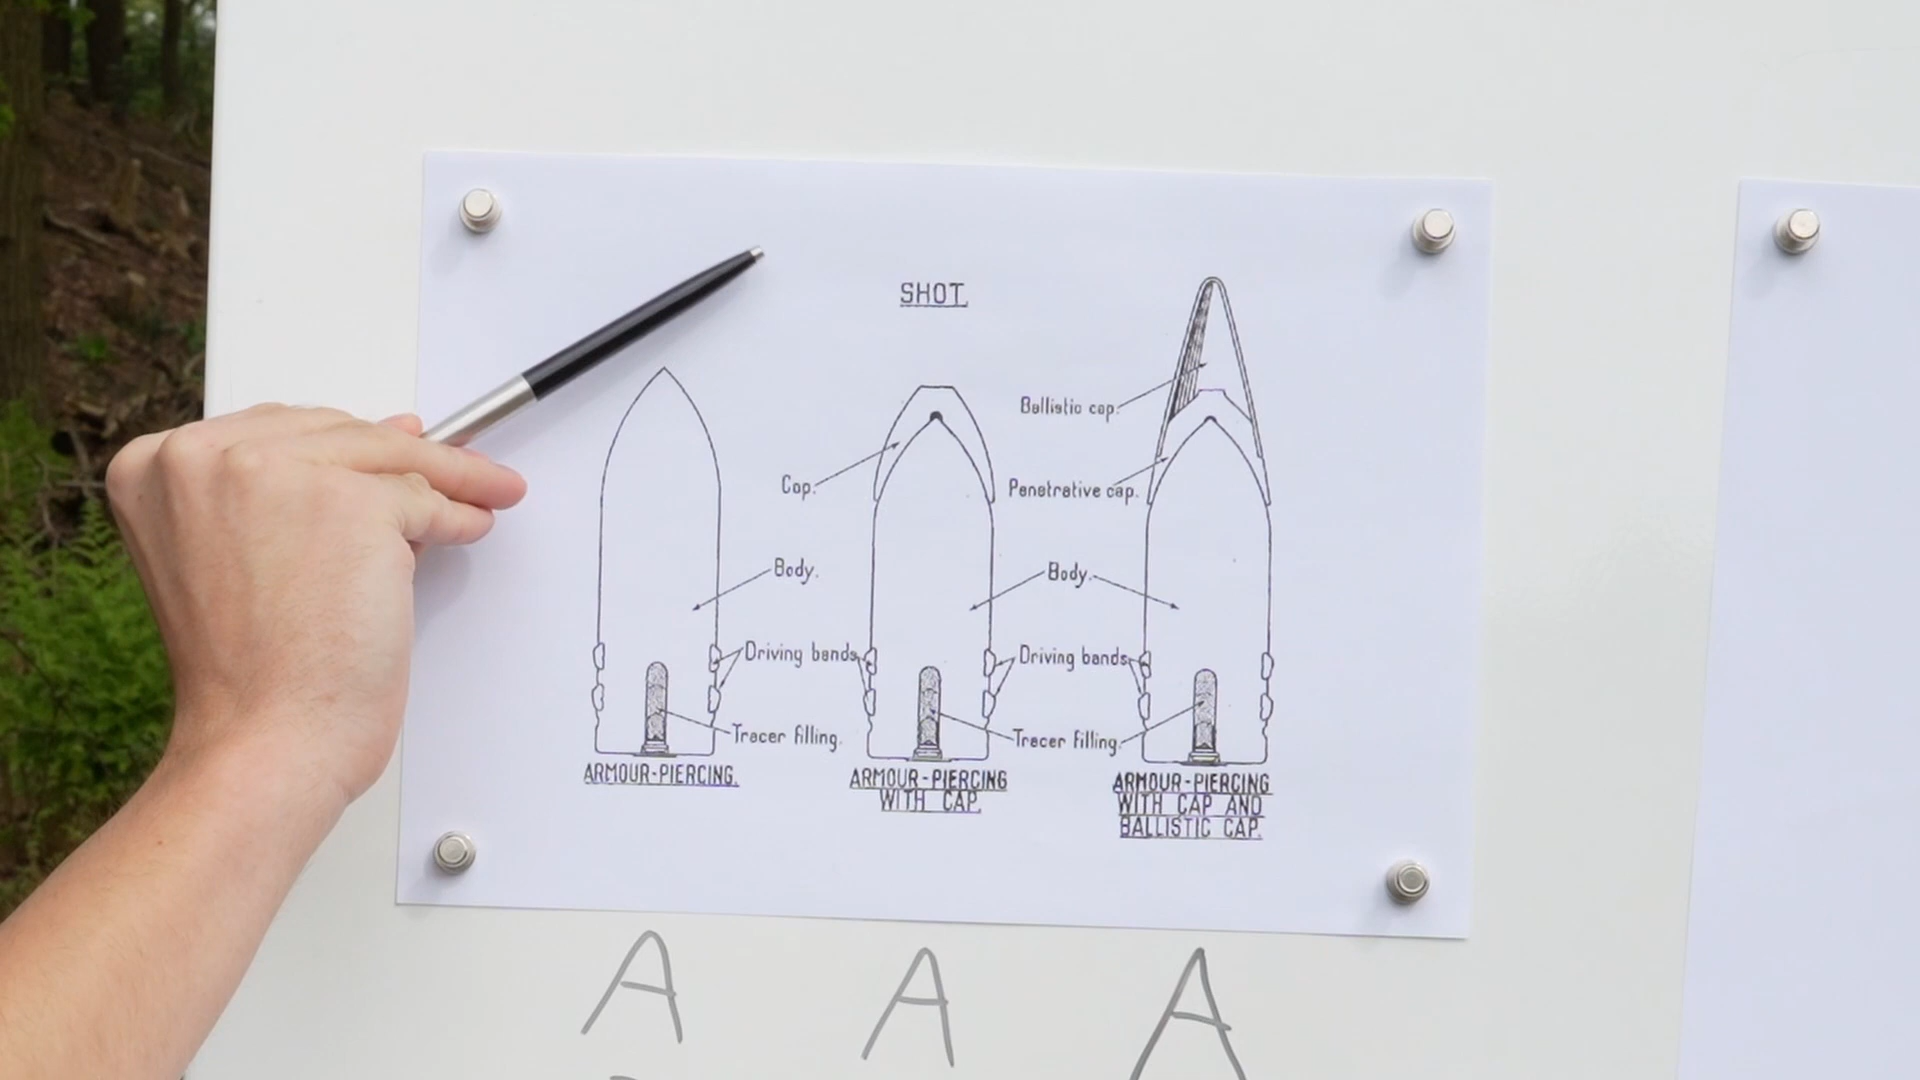 SHOT.
Ballistic cap.
Cap.
Penetrative cap.
Body.
Body.
Driving bands.
Driving bands.
Tracer filling.
Tracer filling.
ARMOUR-PIERCING.
ARMOUR-PIERCING
WITH CAP.
ARMOUR-PIERCING
WITH CAP AND
BALLISTIC CAP.
A
A
A